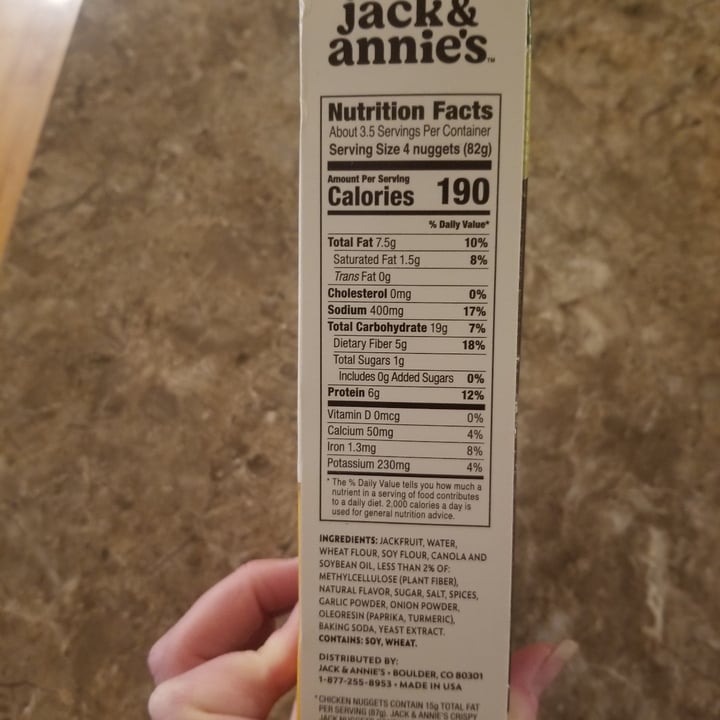 jack&
annie's™
Nutrition Facts
About 3.5 Servings Per Container
Serving Size 4 nuggets (82g)
Amount Per Serving
Calories 190
% Daily Value*
Total Fat 7.5g 10%
Saturated Fat 1.5g 8%
Trans Fat 0g
Cholesterol 0mg 0%
Sodium 400mg 17%
Total Carbohydrate 19g 7%
Dietary Fiber 5g 18%
Total Sugars 1g
Includes 0g Added Sugars 0%
Protein 6g 12%
Vitamin D 0mcg 0%
Calcium 50mg 4%
Iron 1.3mg 8%
Potassium 230mg 4%
* The % Daily Value tells you how much a
nutrient in a serving of food contributes
to a daily diet. 2,000 calories a day is
used for general nutrition advice.
INGREDIENTS: JACKFRUIT, WATER,
WHEAT FLOUR, SOY FLOUR, CANOLA AND
SOYBEAN OIL, LESS THAN 2% OF:
METHYLCELLULOSE (PLANT FIBER),
NATURAL FLAVOR, SUGAR, SALT, SPICES,
GARLIC POWDER, ONION POWDER,
OLEORESIN (PAPRIKA, TURMERIC),
BAKING SODA, YEAST EXTRACT.
CONTAINS: SOY, WHEAT.
DISTRIBUTED BY:
JACK & ANNIE'S • BOULDER, CO 80301
1-877-255-8953 • MADE IN USA
*CHICKEN NUGGETS CONTAIN 15g TOTAL FAT
PER SERVING (87g). JACK & ANNIE'S CRISPY
JACK NUGGETS